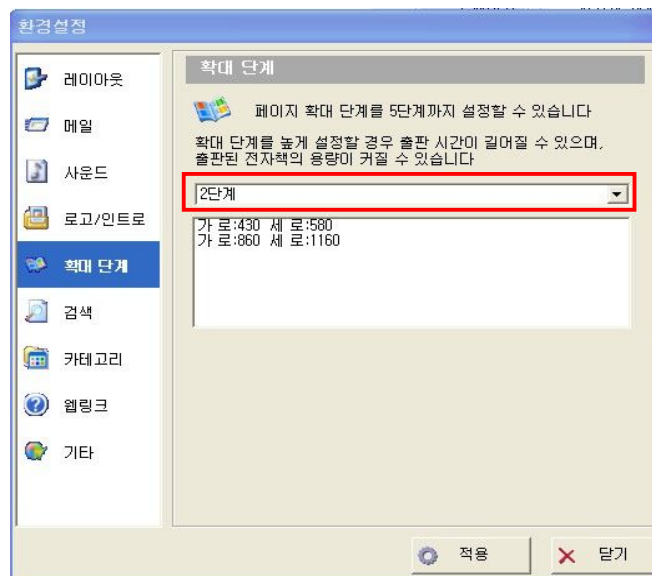 환경설정
레이아웃
메일
사운드
로고/인트로
확대 단계
검색
카테고리
웹링크
기타
확대 단계
페이지 확대 단계를 5단계까지 설정할 수 있습니다
확대 단계를 높게 설정할 경우 출판 시간이 길어질 수 있으며,
출판된 전자책의 용량이 커질 수 있습니다
2단계
가 로:430 세 로:580
가 로:860 세 로:1160
적용
닫기